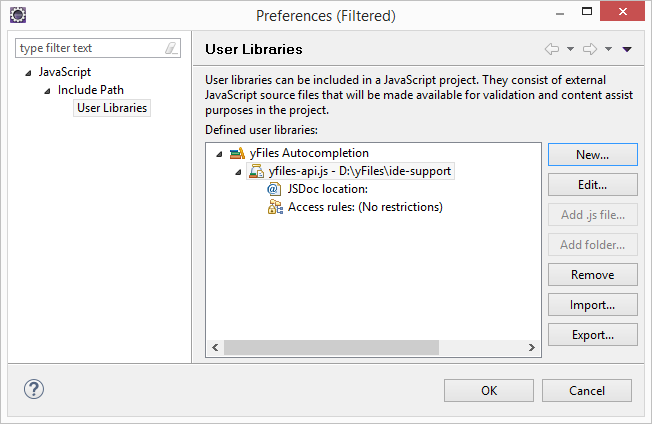 Preferences (Filtered)
type filter text
JavaScript
Include Path
User Libraries
User Libraries
User libraries can be included in a JavaScript project. They consist of external
JavaScript source files that will be made available for validation and content assist
purposes in the project.
Defined user libraries:
yFiles Autocompletion
yfiles-api.js - D:\yFiles\ide-support
JSDoc location:
Access rules: (No restrictions)
New...
Edit...
Add .js file...
Add folder...
Remove
Import...
Export...
OK
Cancel